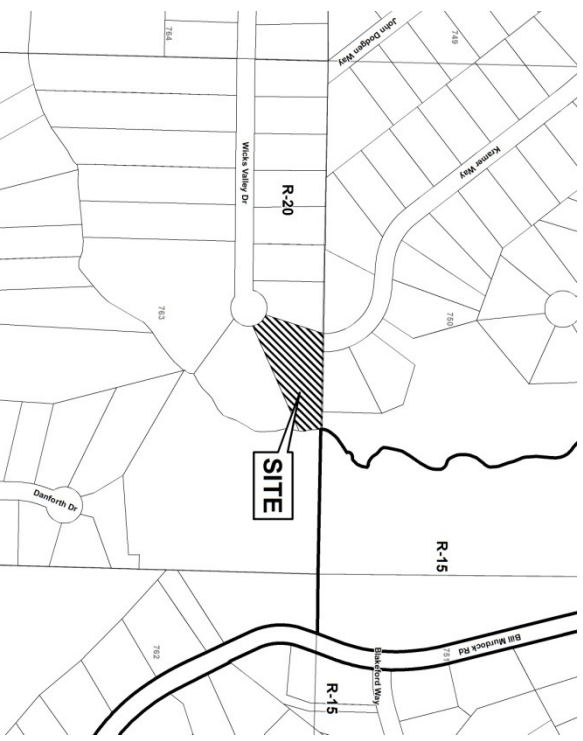 764
John Dodgen Way
749
Kramer Way
Wicks Valley Dr
R-20
763
750
SITE
Danforth Dr
R-15
762
Blakeford Way
751
Bill Murdock Rd
R-15